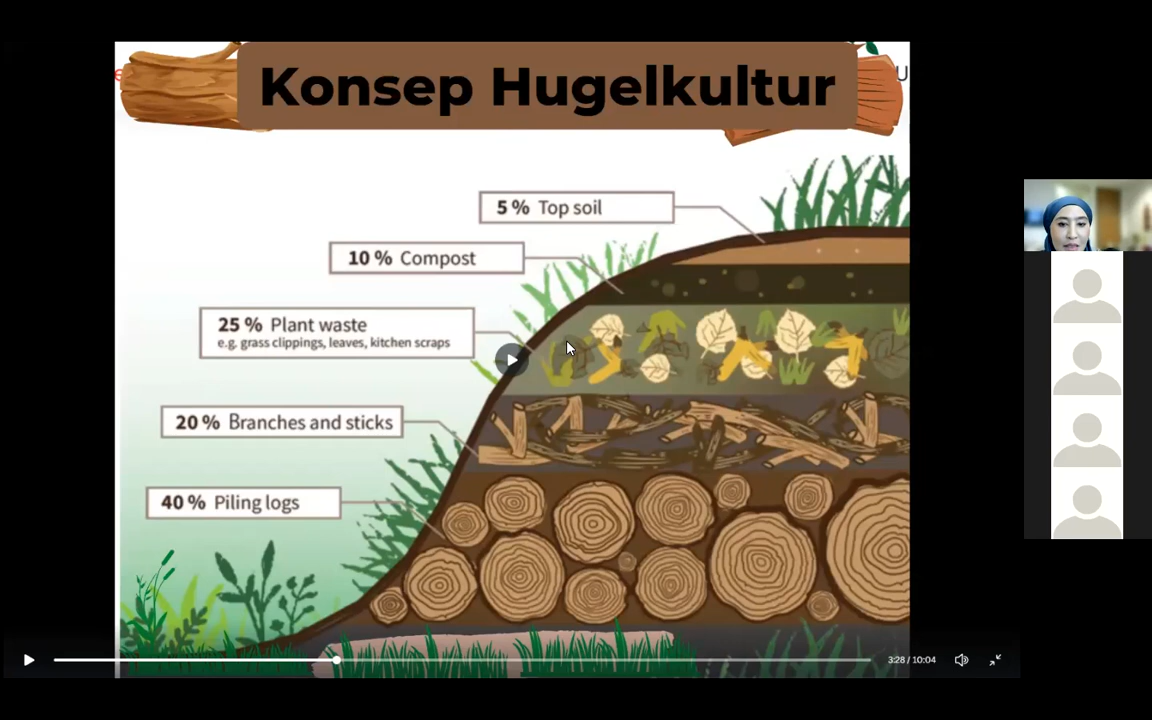 Konsep Hugelkultur
U
5 % Top soil
10 % Compost
25 % Plant waste
e.g. grass clippings, leaves, kitchen scraps
20 % Branches and sticks
40 % Piling logs
3:28 / 10:04